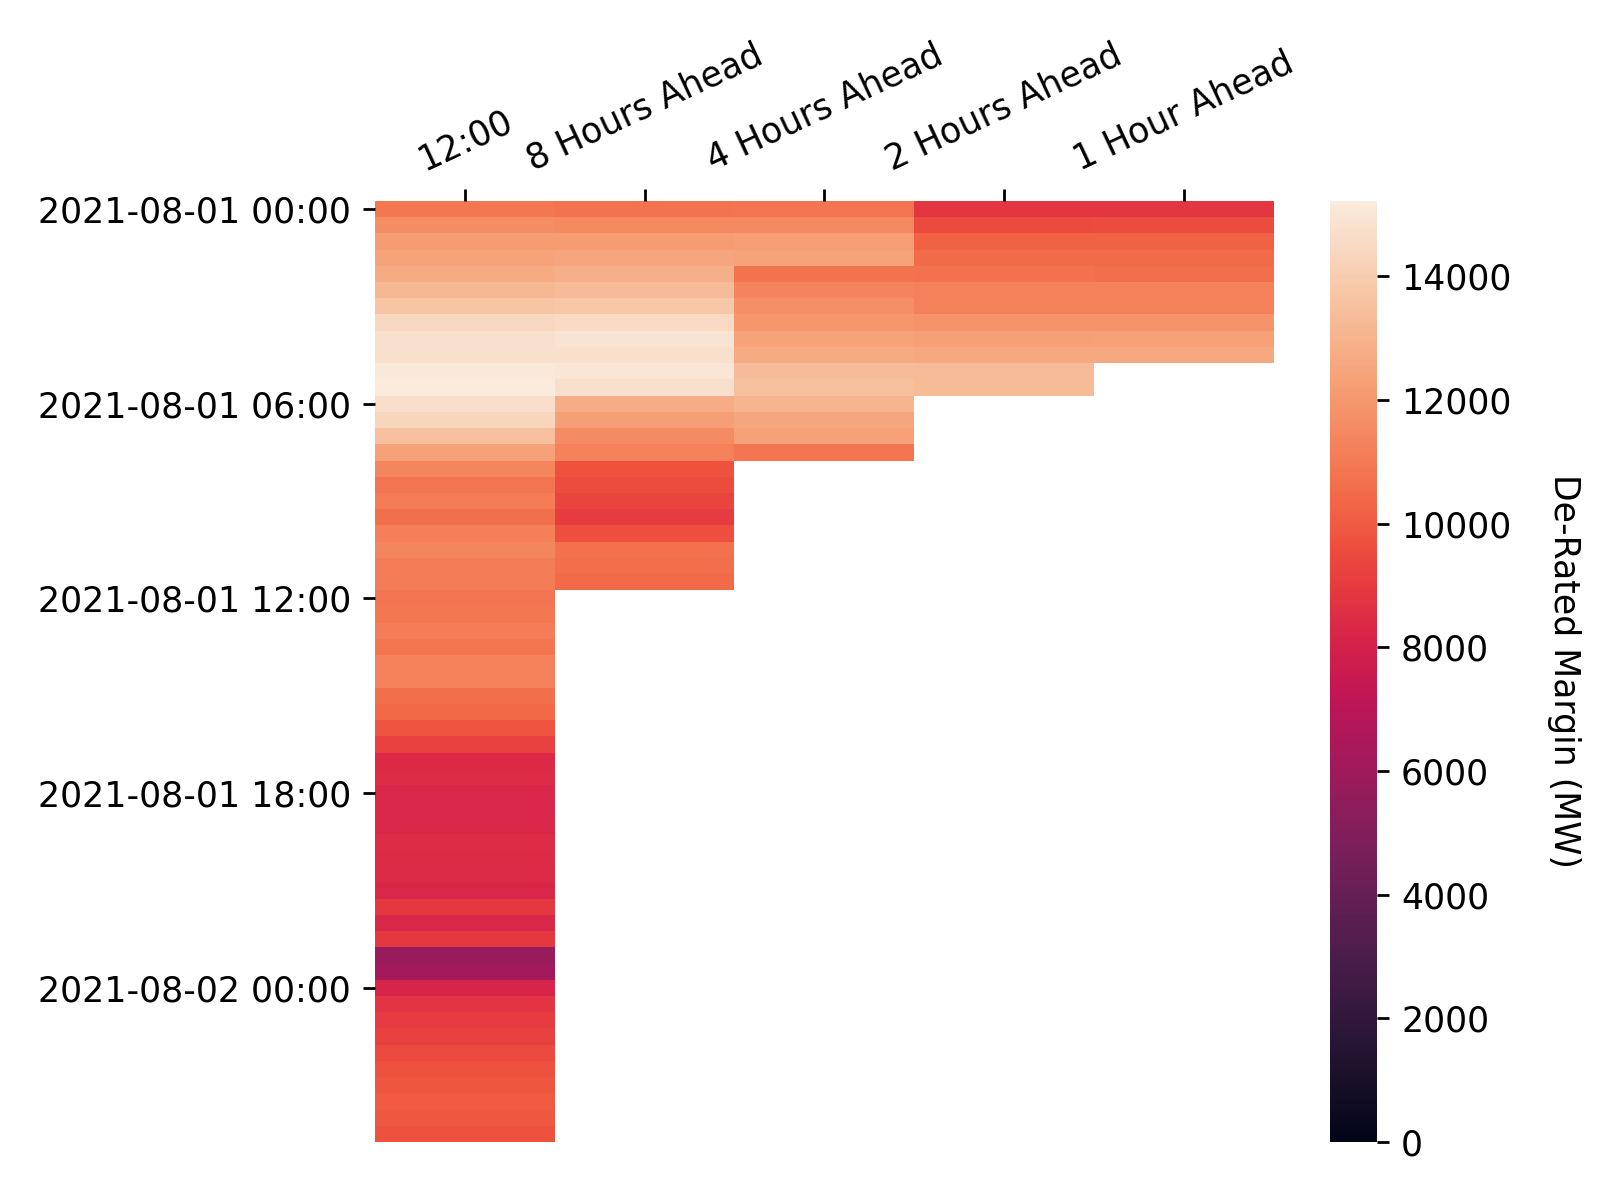 12:00
8 Hours Ahead
4 Hours Ahead
2 Hours Ahead
1 Hour Ahead
2021-08-01 00:00
2021-08-01 06:00
2021-08-01 12:00
2021-08-01 18:00
2021-08-02 00:00
14000
12000
10000
8000
6000
4000
2000
0
De-Rated Margin (MW)